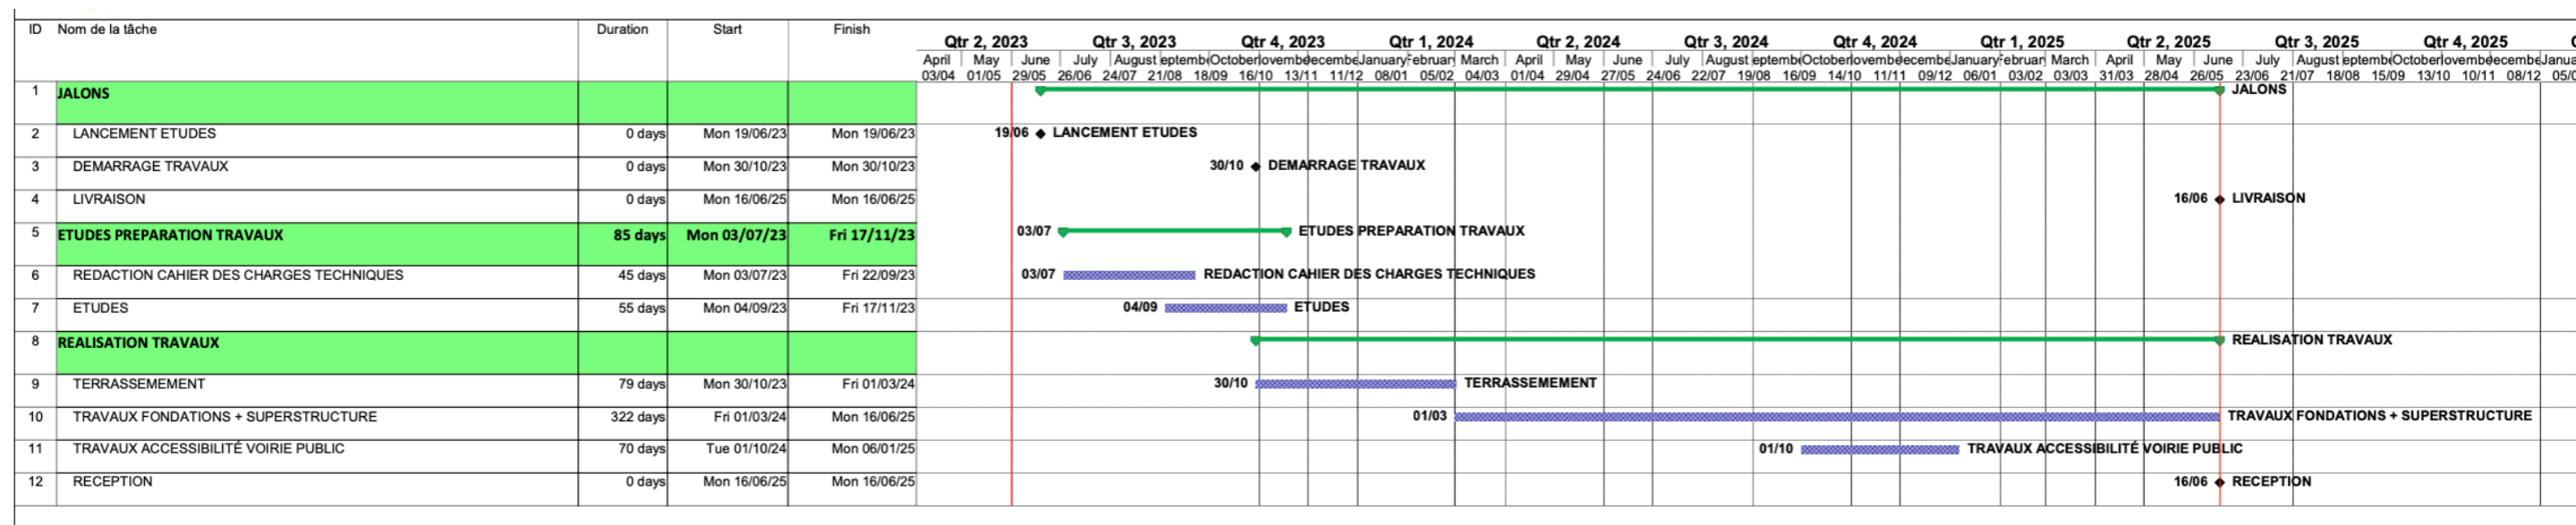 ID Nom de la tâche Duration Start Finish
Qtr 2, 2023 Qtr 3, 2023 Qtr 4, 2023 Qtr 1, 2024 Qtr 2, 2024 Qtr 3, 2024 Qtr 4, 2024 Qtr 1, 2025 Qtr 2, 2025 Qtr 3, 2025 Qtr 4, 2025
April May June July August eptembe October lovembe ecembe January Februar March April May June July August eptembe October lovembe ecembe January Februar March April May June July August eptembe October lovembe ecembe Janua
03/04 01/05 29/05 26/06 24/07 21/08 18/09 16/10 13/11 11/12 08/01 05/02 04/03 01/04 29/04 27/05 24/06 22/07 19/08 16/09 14/10 11/11 09/12 06/01 03/02 03/03 31/03 28/04 26/05 23/06 21/07 18/08 15/09 13/10 10/11 08/12 05/0
1 JALONS JALONS
2 LANCEMENT ETUDES 0 days Mon 19/06/23 Mon 19/06/23 19/06 LANCEMENT ETUDES
3 DEMARRAGE TRAVAUX 0 days Mon 30/10/23 Mon 30/10/23 30/10 DEMARRAGE TRAVAUX
4 LIVRAISON 0 days Mon 16/06/25 Mon 16/06/25 16/06 LIVRAISON
5 ETUDES PREPARATION TRAVAUX 85 days Mon 03/07/23 Fri 17/11/23 03/07 ETUDES PREPARATION TRAVAUX
6 REDACTION CAHIER DES CHARGES TECHNIQUES 45 days Mon 03/07/23 Fri 22/09/23 03/07 REDACTION CAHIER DES CHARGES TECHNIQUES
7 ETUDES 55 days Mon 04/09/23 Fri 17/11/23 04/09 ETUDES
8 REALISATION TRAVAUX REALISATION TRAVAUX
9 TERRASSEMEMENT 79 days Mon 30/10/23 Fri 01/03/24 30/10 TERRASSEMEMENT
10 TRAVAUX FONDATIONS + SUPERSTRUCTURE 322 days Fri 01/03/24 Mon 16/06/25 01/03 TRAVAUX FONDATIONS + SUPERSTRUCTURE
11 TRAVAUX ACCESSIBILITÉ VOIRIE PUBLIC 70 days Tue 01/10/24 Mon 06/01/25 01/10 TRAVAUX ACCESSIBILITÉ VOIRIE PUBLIC
12 RECEPTION 0 days Mon 16/06/25 Mon 16/06/25 16/06 RECEPTION